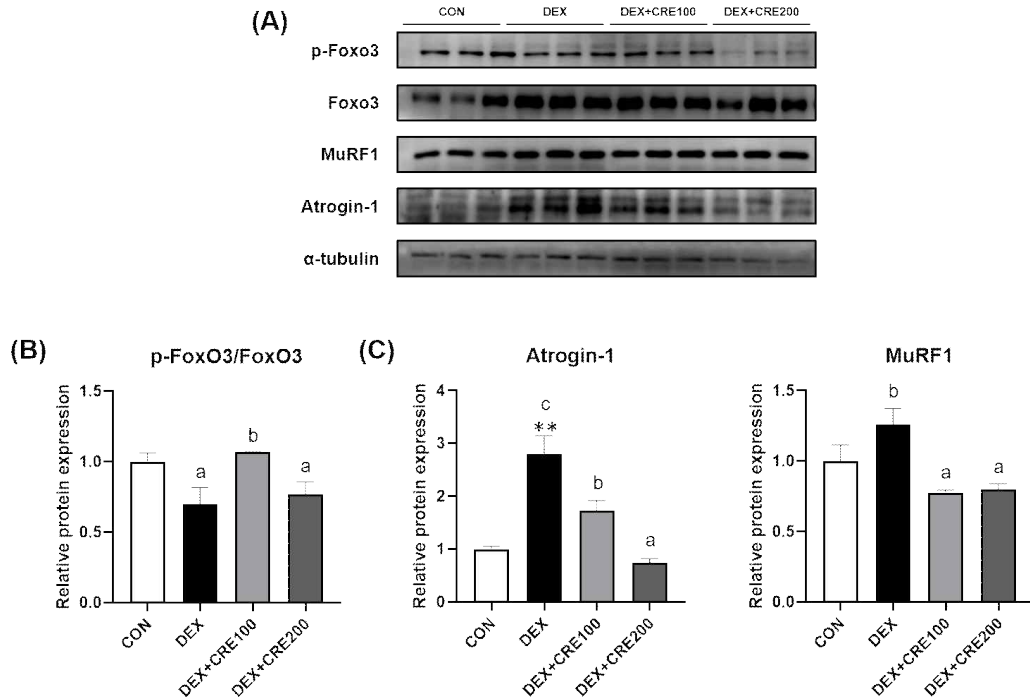 (A)
CON DEX DEX+CRE100 DEX+CRE200
p-Foxo3
Foxo3
MuRF1
Atrogin-1
α-tubulin
(B)
p-FoxO3/FoxO3
Relative protein expression
1.5
1.0
0.5
0.0
a
b
a
CON
DEX
DEX+CRE100
DEX+CRE200
(C)
Atrogin-1
Relative protein expression
4
3
2
1
0
c
**
b
a
CON
DEX
DEX+CRE100
DEX+CRE200
MuRF1
Relative protein expression
1.5
1.0
0.5
0.0
b
a
a
CON
DEX
DEX+CRE100
DEX+CRE200